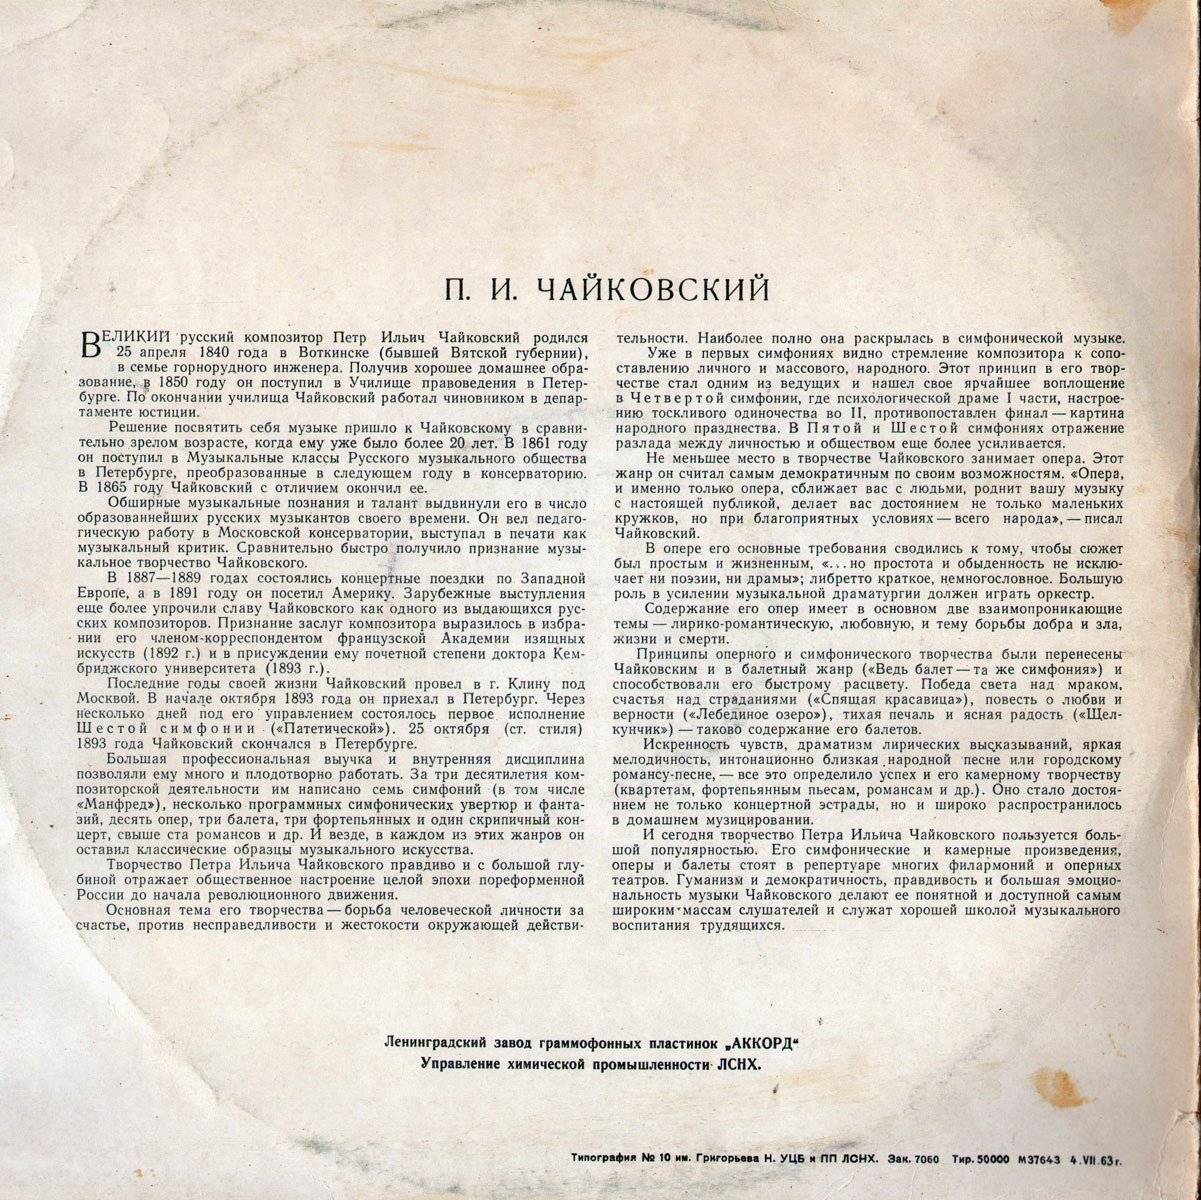 П. И. ЧАЙКОВСКИЙ
ВЕЛИКИЙ русский композитор Петр Ильич Чайковский родился
25 апреля 1840 года в Воткинске (бывшей Вятской губернии),
в семье горнорудного инженера. Получив хорошее домашнее обра-
зование, в 1850 году он поступил в Училище правоведения в Петер-
бурге. По окончании училища Чайковский работал чиновником в депар-
таменте юстиции.
Решение посвятить себя музыке пришло к Чайковскому в сравни-
тельно зрелом возрасте, когда ему уже было более 20 лет. В 1861 году
он поступил в Музыкальные классы Русского музыкального общества
в Петербурге, преобразованные в следующем году в консерваторию.
В 1865 году Чайковский с отличием окончил ее.
Обширные музыкальные познания и талант выдвинули его в число
образованнейших русских музыкантов своего времени. Он вел педаго-
гическую работу в Московской консерватории, выступал в печати как
музыкальный критик. Сравнительно быстро получило признание музы-
кальное творчество Чайковского.
В 1887—1889 годах состоялись концертные поездки по Западной
Европе, а в 1891 году он посетил Америку. Зарубежные выступления
еще более упрочили славу Чайковского как одного из выдающихся рус-
ских композиторов. Признание заслуг композитора выразилось в избра-
нии его членом-корреспондентом французской Академии изящных
искусств (1892 г.) и в присуждении ему почетной степени доктора Кем-
бриджского университета (1893 г.).
Последние годы своей жизни Чайковский провел в г. Клину под
Москвой. В начале октября 1893 года он приехал в Петербург. Через
несколько дней под его управлением состоялось первое исполнение
Шестой симфонии («Патетической»). 25 октября (ст. стиля)
1893 года Чайковский скончался в Петербурге.
Большая профессиональная выучка и внутренняя дисциплина
позволяли ему много и плодотворно работать. За три десятилетия ком-
позиторской деятельности им написано семь симфоний (в том числе
«Манфред»), несколько программных симфонических увертюр и фанта-
зий, десять опер, три балета, три фортепьянных и один скрипичный кон-
церт, свыше ста романсов и др. И везде, в каждом из этих жанров он
оставил классические образцы музыкального искусства.
Творчество Петра Ильича Чайковского правдиво и с большой глу-
биной отражает общественное настроение целой эпохи пореформенной
России до начала революционного движения.
Основная тема его творчества — борьба человеческой личности за
счастье, против несправедливости и жестокости окружающей действи-
тельности. Наиболее полно она раскрылась в симфонической музыке.
Уже в первых симфониях видно стремление композитора к сопо-
ставлению личного и массового, народного. Этот принцип в его твор-
честве стал одним из ведущих и нашел свое ярчайшее воплощение
в Четвертой симфонии, где психологической драме I части, настрое-
нию тоскливого одиночества во II, противопоставлен финал — картина
народного празднества. В Пятой и Шестой симфониях отражение
разлада между личностью и обществом еще более усиливается.
Не меньшее место в творчестве Чайковского занимает опера. Этот
жанр он считал самым демократичным по своим возможностям. «Опера,
и именно только опера, сближает вас с людьми, роднит вашу музыку
с настоящей публикой, делает вас достоянием не только маленьких
кружков, но при благоприятных условиях — всего народа», — писал
Чайковский.
В опере его основные требования сводились к тому, чтобы сюжет
был простым и жизненным, «...но простота и обыденность не исклю-
чает ни поэзии, ни драмы»; либретто краткое, немногословное. Большую
роль в усилении музыкальной драматургии должен играть оркестр.
Содержание его опер имеет в основном две взаимопроникающие
темы — лирико-романтическую, любовную, и тему борьбы добра и зла,
жизни и смерти.
Принципы оперного и симфонического творчества были перенесены
Чайковским и в балетный жанр («Ведь балет — та же симфония») и
способствовали его быстрому расцвету. Победа света над мраком,
счастья над страданиями («Спящая красавица»), повесть о любви и
верности («Лебединое озеро»), тихая печаль и ясная радость («Щел-
кунчик») — таково содержание его балетов.
Искренность чувств, драматизм лирических высказываний, яркая
мелодичность, интонационно близкая народной песне или городскому
романсу-песне, — все это определило успех и его камерному творчеству
(квартетам, фортепьянным пьесам, романсам и др.). Оно стало достоя-
нием не только концертной эстрады, но и широко распространилось
в домашнем музицировании.
И сегодня творчество Петра Ильича Чайковского пользуется боль-
шой популярностью. Его симфонические и камерные произведения,
оперы и балеты стоят в репертуаре многих филармоний и оперных
театров. Гуманизм и демократичность, правдивость и большая эмоцио-
нальность музыки Чайковского делают ее понятной и доступной самым
широким массам слушателей и служат хорошей школой музыкального
воспитания трудящихся.
Ленинградский завод граммофонных пластинок „АККОРД“
Управление химической промышленности ЛСНХ.
Типография № 10 им. Григорьева Н. УЦБ и ПП ЛСНХ. Зак. 7060 Тир. 50000 М37643 4.VII.63г.